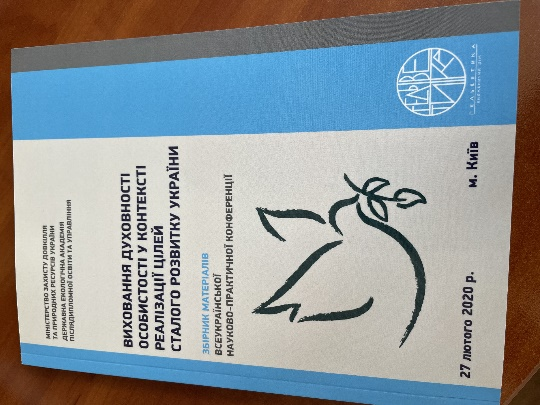 МІНІСТЕРСТВО ЗАХИСТУ ДОВКІЛЛЯ
ТА ПРИРОДНИХ РЕСУРСІВ УКРАЇНИ
ДЕРЖАВНА ЕКОЛОГІЧНА АКАДЕМІЯ
ПІСЛЯДИПЛОМНОЇ ОСВІТИ ТА УПРАВЛІННЯ
ВИХОВАННЯ ДУХОВНОСТІ
ОСОБИСТОСТІ У КОНТЕКСТІ
РЕАЛІЗАЦІЇ ЦІЛЕЙ
СТАЛОГО РОЗВИТКУ УКРАЇНИ
ЗБІРНИК МАТЕРІАЛІВ
ВСЕУКРАЇНСЬКОЇ
НАУКОВО-ПРАКТИЧНОЇ КОНФЕРЕНЦІЇ
27 лютого 2020 р.
м. Київ
ГЕЛЬВЕТИКА